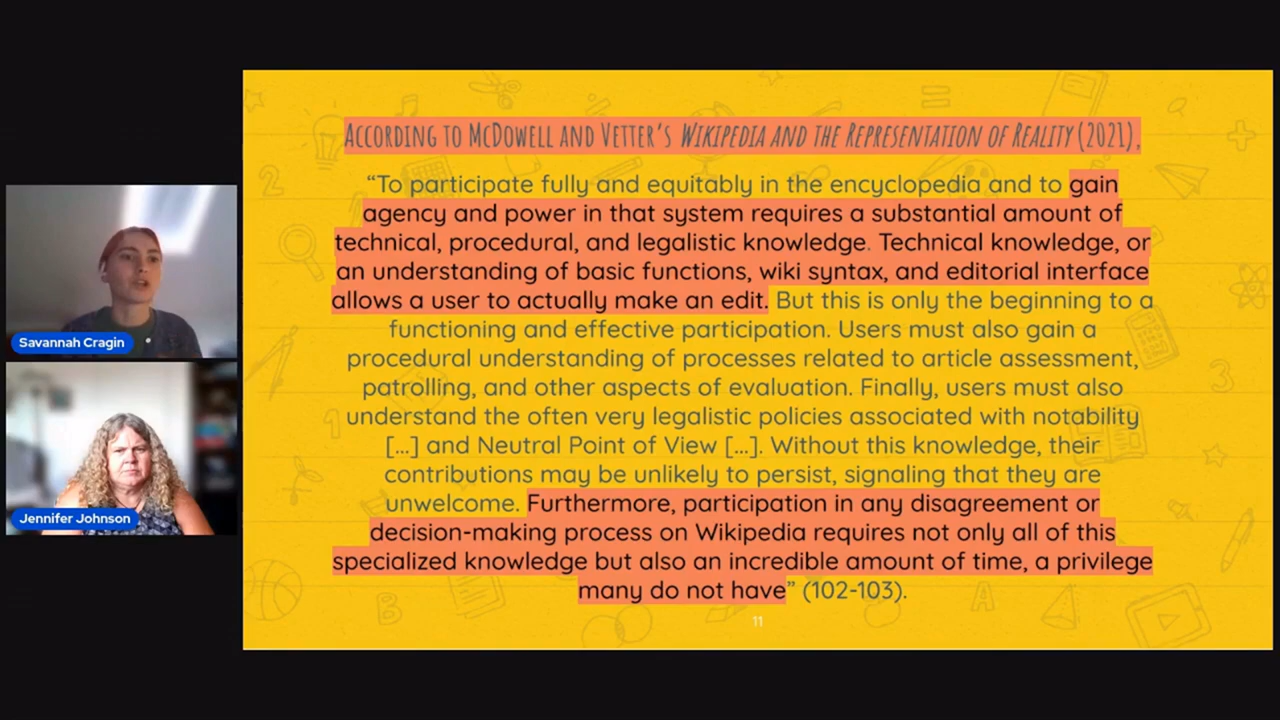 ACCORDING TO MCDOWELL AND VETTER'S WIKIPEDIA AND THE REPRESENTATION OF REALITY (2021),
“To participate fully and equitably in the encyclopedia and to gain
agency and power in that system requires a substantial amount of
technical, procedural, and legalistic knowledge. Technical knowledge, or
an understanding of basic functions, wiki syntax, and editorial interface
allows a user to actually make an edit. But this is only the beginning to a
functioning and effective participation. Users must also gain a
procedural understanding of processes related to article assessment,
patrolling, and other aspects of evaluation. Finally, users must also
understand the often very legalistic policies associated with notability
[...] and Neutral Point of View [...]. Without this knowledge, their
contributions may be unlikely to persist, signaling that they are
unwelcome. Furthermore, participation in any disagreement or
decision-making process on Wikipedia requires not only all of this
specialized knowledge but also an incredible amount of time, a privilege
many do not have” (102-103).
11
Savannah Cragin
Jennifer Johnson